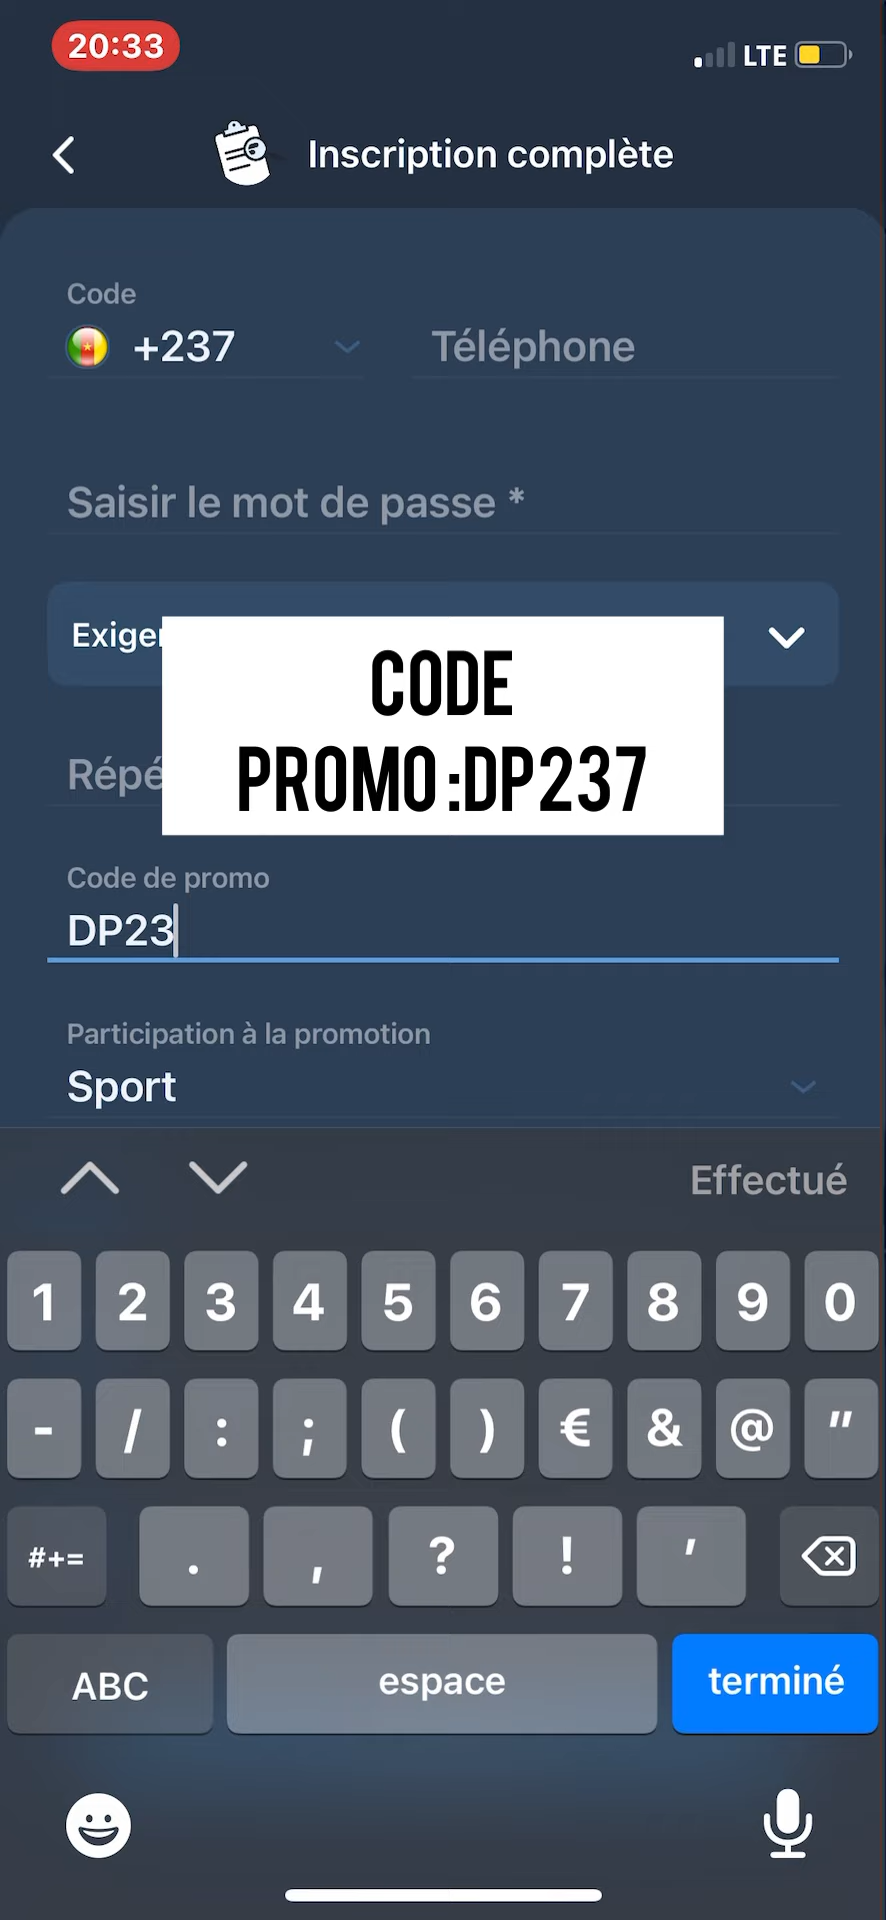 20:33
LTE
Inscription complète
Code
+237
Téléphone
Saisir le mot de passe *
CODE
PROMO :DP237
Code de promo
DP23
Participation à la promotion
Sport
Effectué
1 2 3 4 5 6 7 8 9 0
- / : ; ( ) € & @ "
#+= . , ? ! '
ABC espace terminé